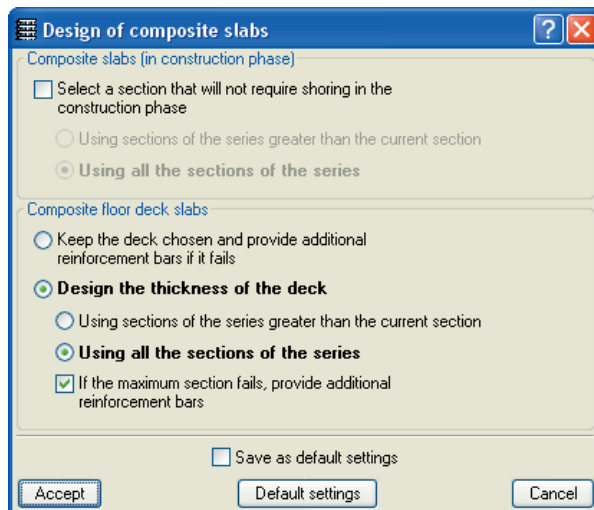 Design of composite slabs
Composite slabs (in construction phase)
Select a section that will not require shoring in the
construction phase
Using sections of the series greater than the current section
Using all the sections of the series
Composite floor deck slabs
Keep the deck chosen and provide additional
reinforcement bars if it fails
Design the thickness of the deck
Using sections of the series greater than the current section
Using all the sections of the series
If the maximum section fails, provide additional
reinforcement bars
Save as default settings
Accept
Default settings
Cancel